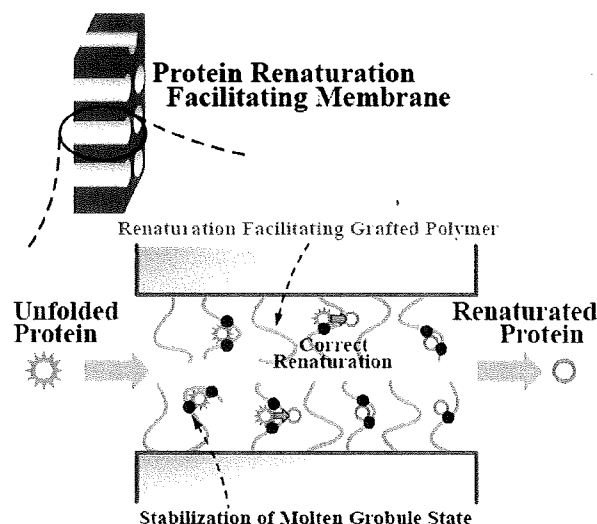 Protein Renaturation
Facilitating Membrane
Renaturation Facilitating Grafted Polymer
Unfolded
Protein
Correct
Renaturation
Renaturated
Protein
Stabilization of Molten Grobule State